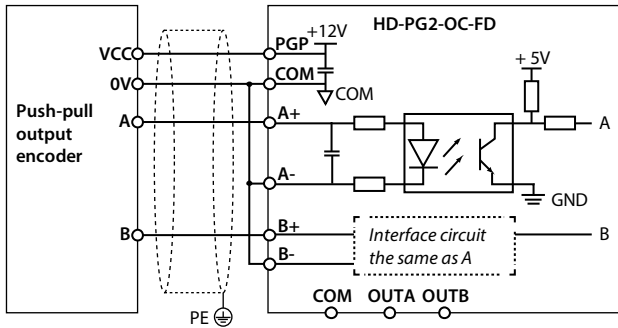 HD-PG2-OC-FD
+12V
VCC
PGP
+ 5V
0V
COM
COM
Push-pull
output
encoder
A
A+
A
A-
GND
B
B+
Interface circuit
the same as A
B
B-
COM OUTA OUTB
PE